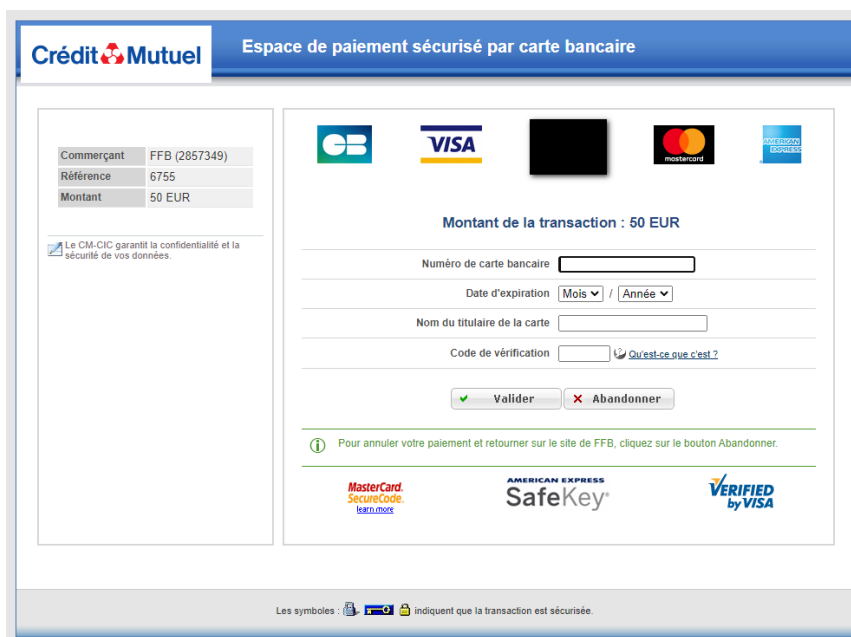 Crédit Mutuel
Espace de paiement sécurisé par carte bancaire
Commerçant FFB (2857349)
Référence 6755
Montant 50 EUR
Le CM-CIC garantit la confidentialité et la
sécurité de vos données.
CB
VISA
mastercard
AMERICAN
EXPRESS
Montant de la transaction : 50 EUR
Numéro de carte bancaire
Date d'expiration Mois / Année
Nom du titulaire de la carte
Code de vérification Qu'est-ce que c'est ?
Valider Abandonner
Pour annuler votre paiement et retourner sur le site de FFB, cliquez sur le bouton Abandonner.
MasterCard.
SecureCode.
learn more
AMERICAN EXPRESS
SafeKey
VERIFIED
by VISA
Les symboles : indiquent que la transaction est sécurisée.